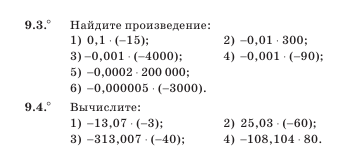 9.3.° Найдите произведение:
1) 0,1 · (−15); 2) −0,01 · 300;
3) −0,001 · (−4000); 4) −0,001 · (−90);
5) −0,0002 · 200 000;
6) −0,000005 · (−3000).
9.4.° Вычислите:
1) −13,07 · (−3); 2) 25,03 · (−60);
3) −313,007 · (−40); 4) −108,104 · 80.